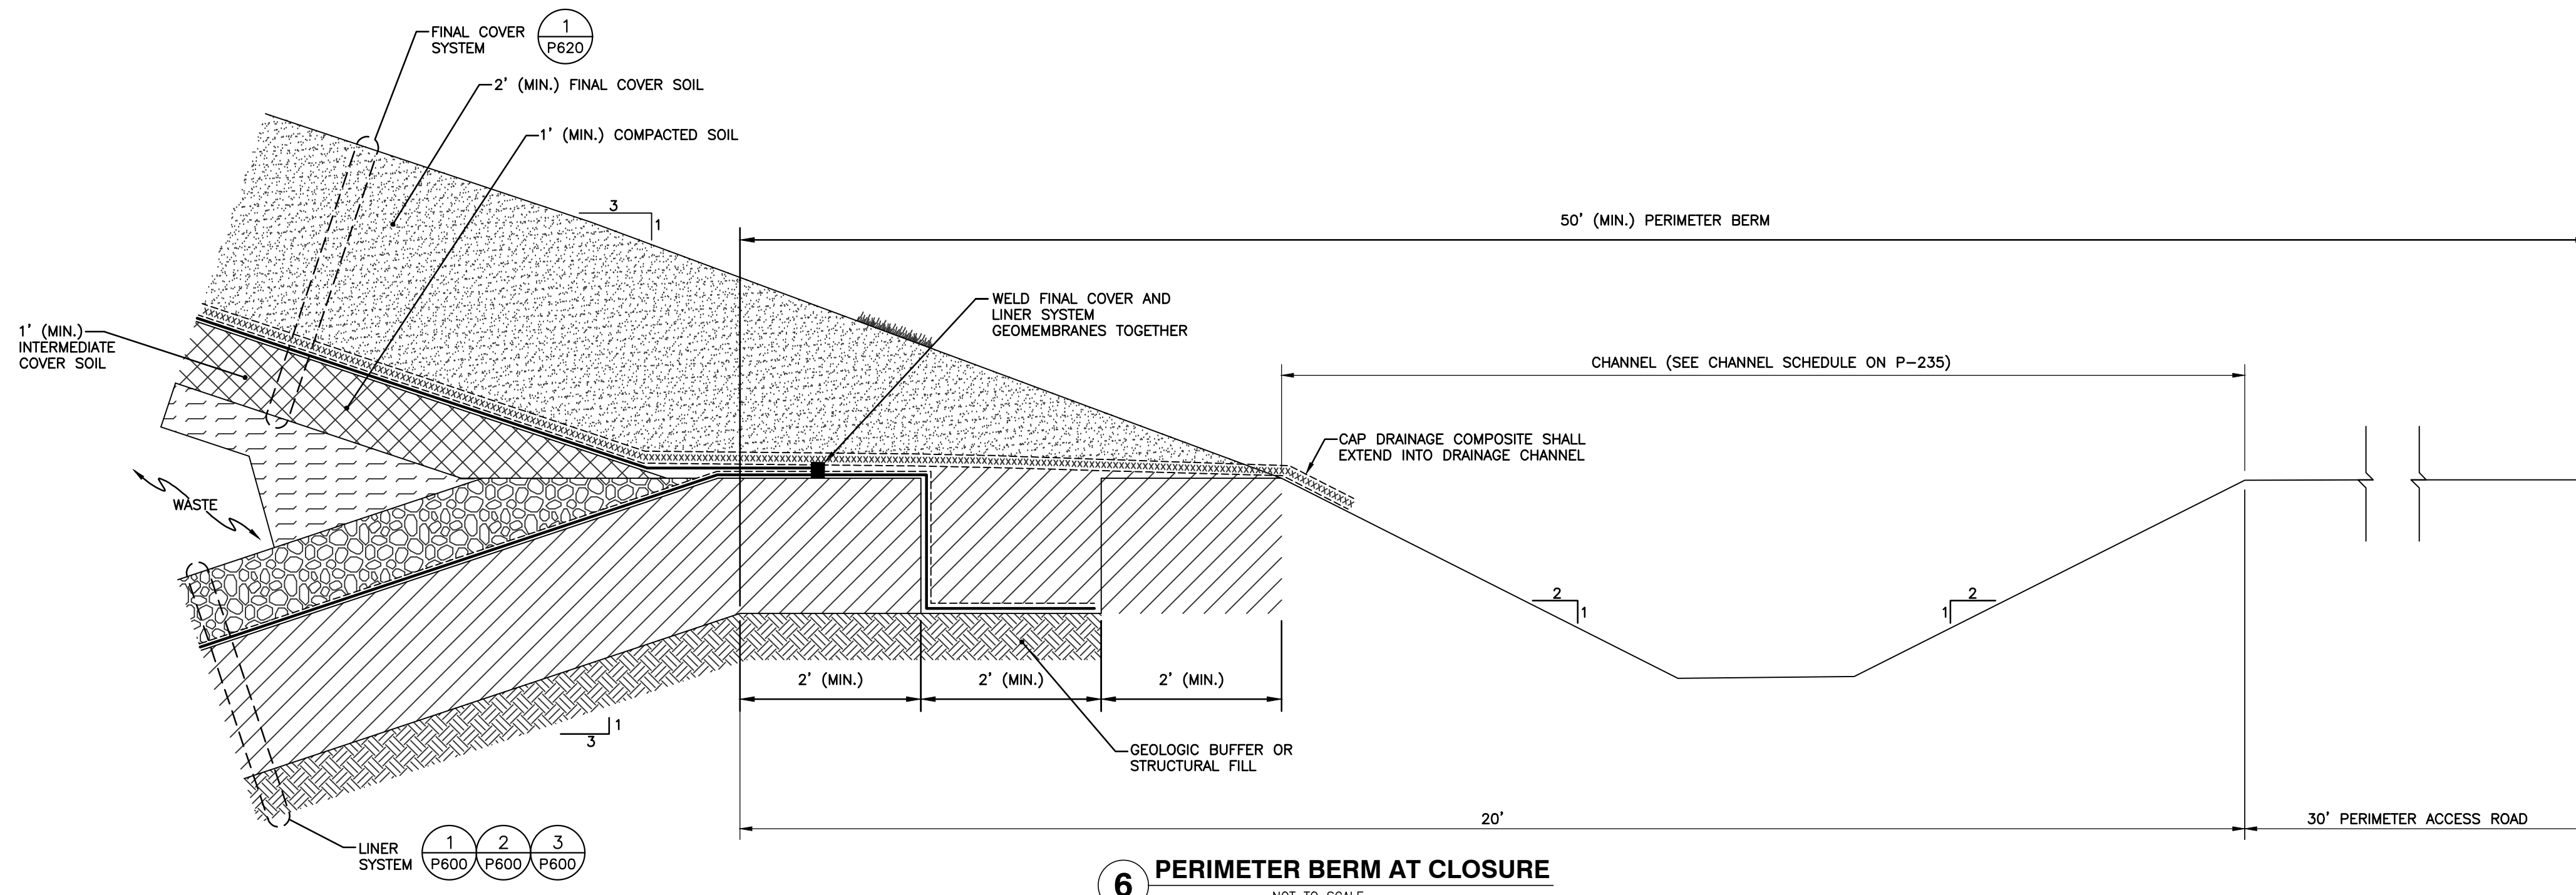 FINAL COVER
SYSTEM
1
P620
2' (MIN.) FINAL COVER SOIL
1' (MIN.) COMPACTED SOIL
3
1
50' (MIN.) PERIMETER BERM
WELD FINAL COVER AND
LINER SYSTEM
GEOMEMBRANES TOGETHER
1' (MIN.)
INTERMEDIATE
COVER SOIL
CHANNEL (SEE CHANNEL SCHEDULE ON P-235)
CAP DRAINAGE COMPOSITE SHALL
EXTEND INTO DRAINAGE CHANNEL
WASTE
2
1
2
1
2' (MIN.)
2' (MIN.)
2' (MIN.)
1
3
GEOLOGIC BUFFER OR
STRUCTURAL FILL
20'
30' PERIMETER ACCESS ROAD
LINER
SYSTEM
1
P600
2
P600
3
P600
6
PERIMETER BERM AT CLOSURE
NOT TO SCALE